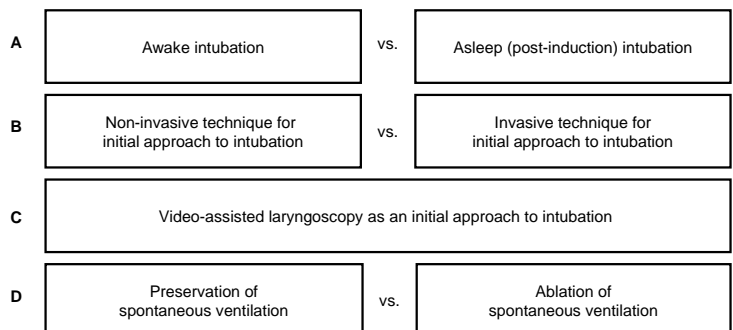 A
Awake intubation
vs.
Asleep (post-induction) intubation
B
Non-invasive technique for
initial approach to intubation
vs.
Invasive technique for
initial approach to intubation
C
Video-assisted laryngoscopy as an initial approach to intubation
D
Preservation of
spontaneous ventilation
vs.
Ablation of
spontaneous ventilation